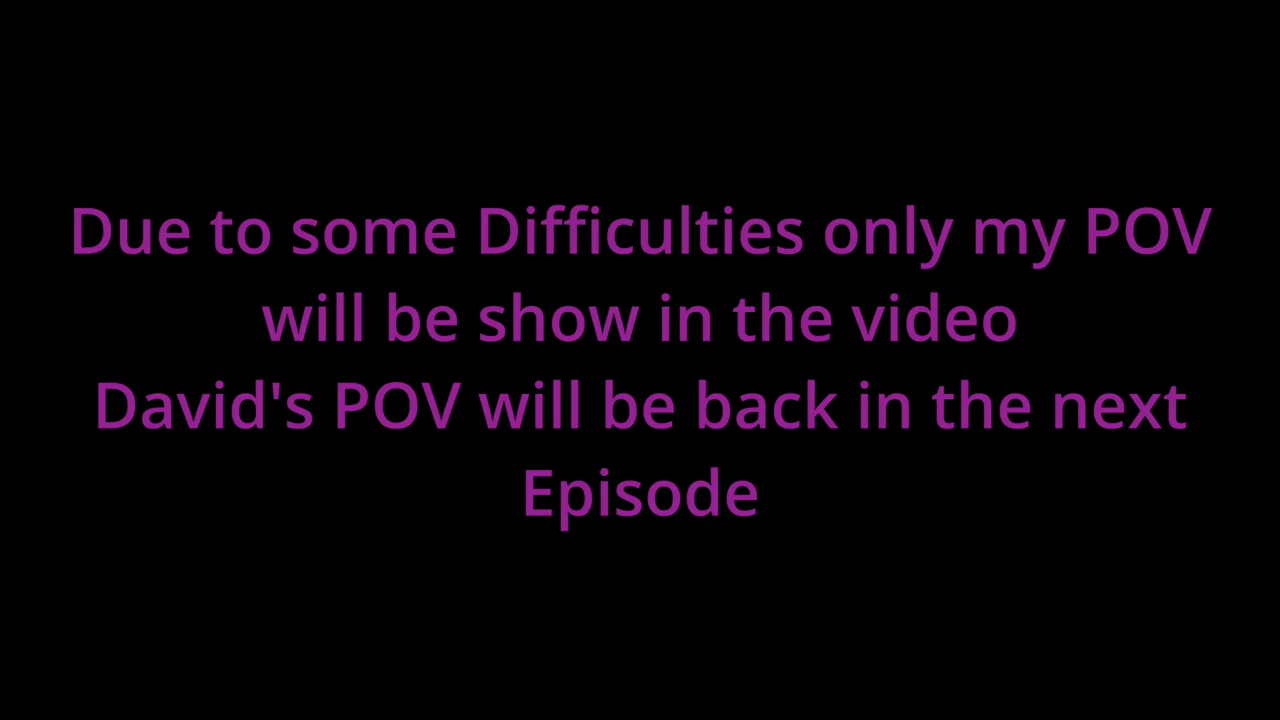 Due to some Difficulties only my POV
will be show in the video
David's POV will be back in the next
Episode